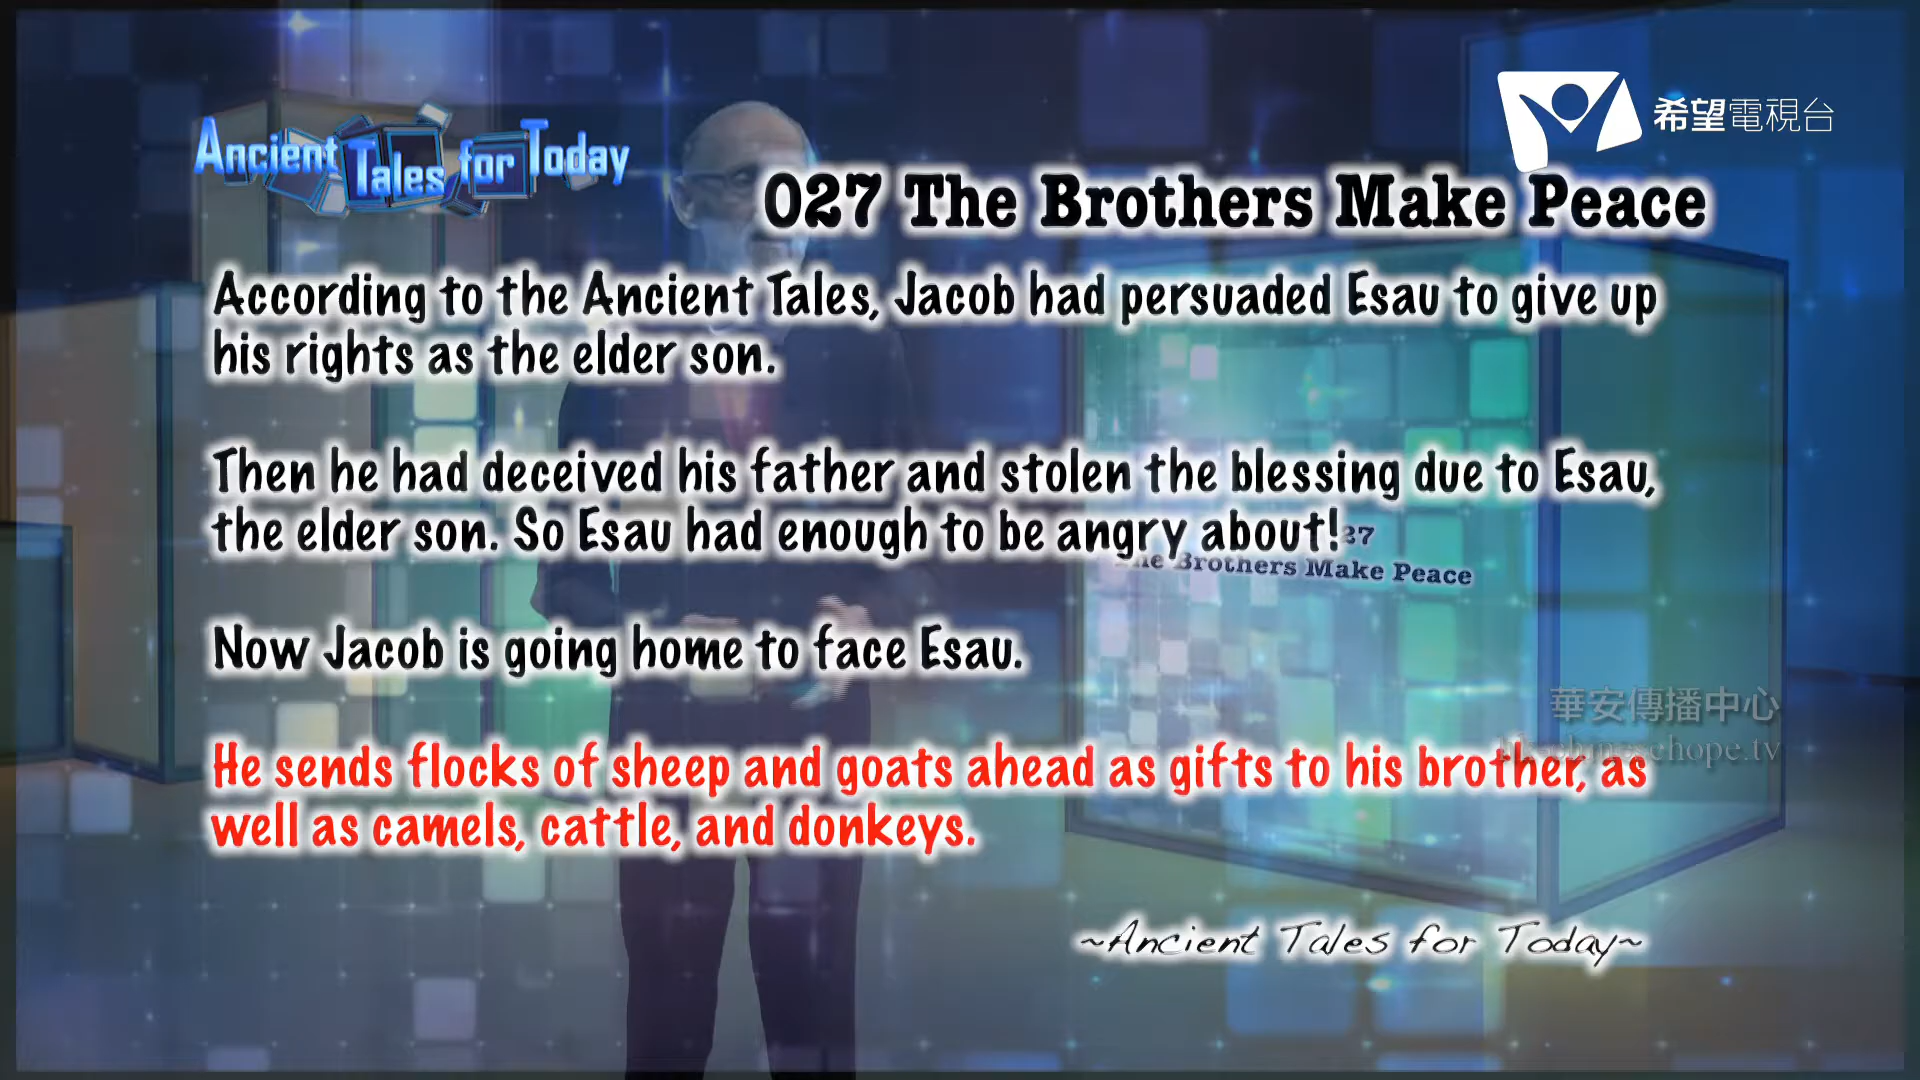 希望電視台
Ancient Tales for Today
027 The Brothers Make Peace
According to the Ancient Tales, Jacob had persuaded Esau to give up
his rights as the elder son.
Then he had deceived his father and stolen the blessing due to Esau,
the elder son. So Esau had enough to be angry about!
27
The Brothers Make Peace
Now Jacob is going home to face Esau.
華安傳播中心
He sends flocks of sheep and goats ahead as gifts to his brother, as
well as camels, cattle, and donkeys.
~Ancient Tales for Today~